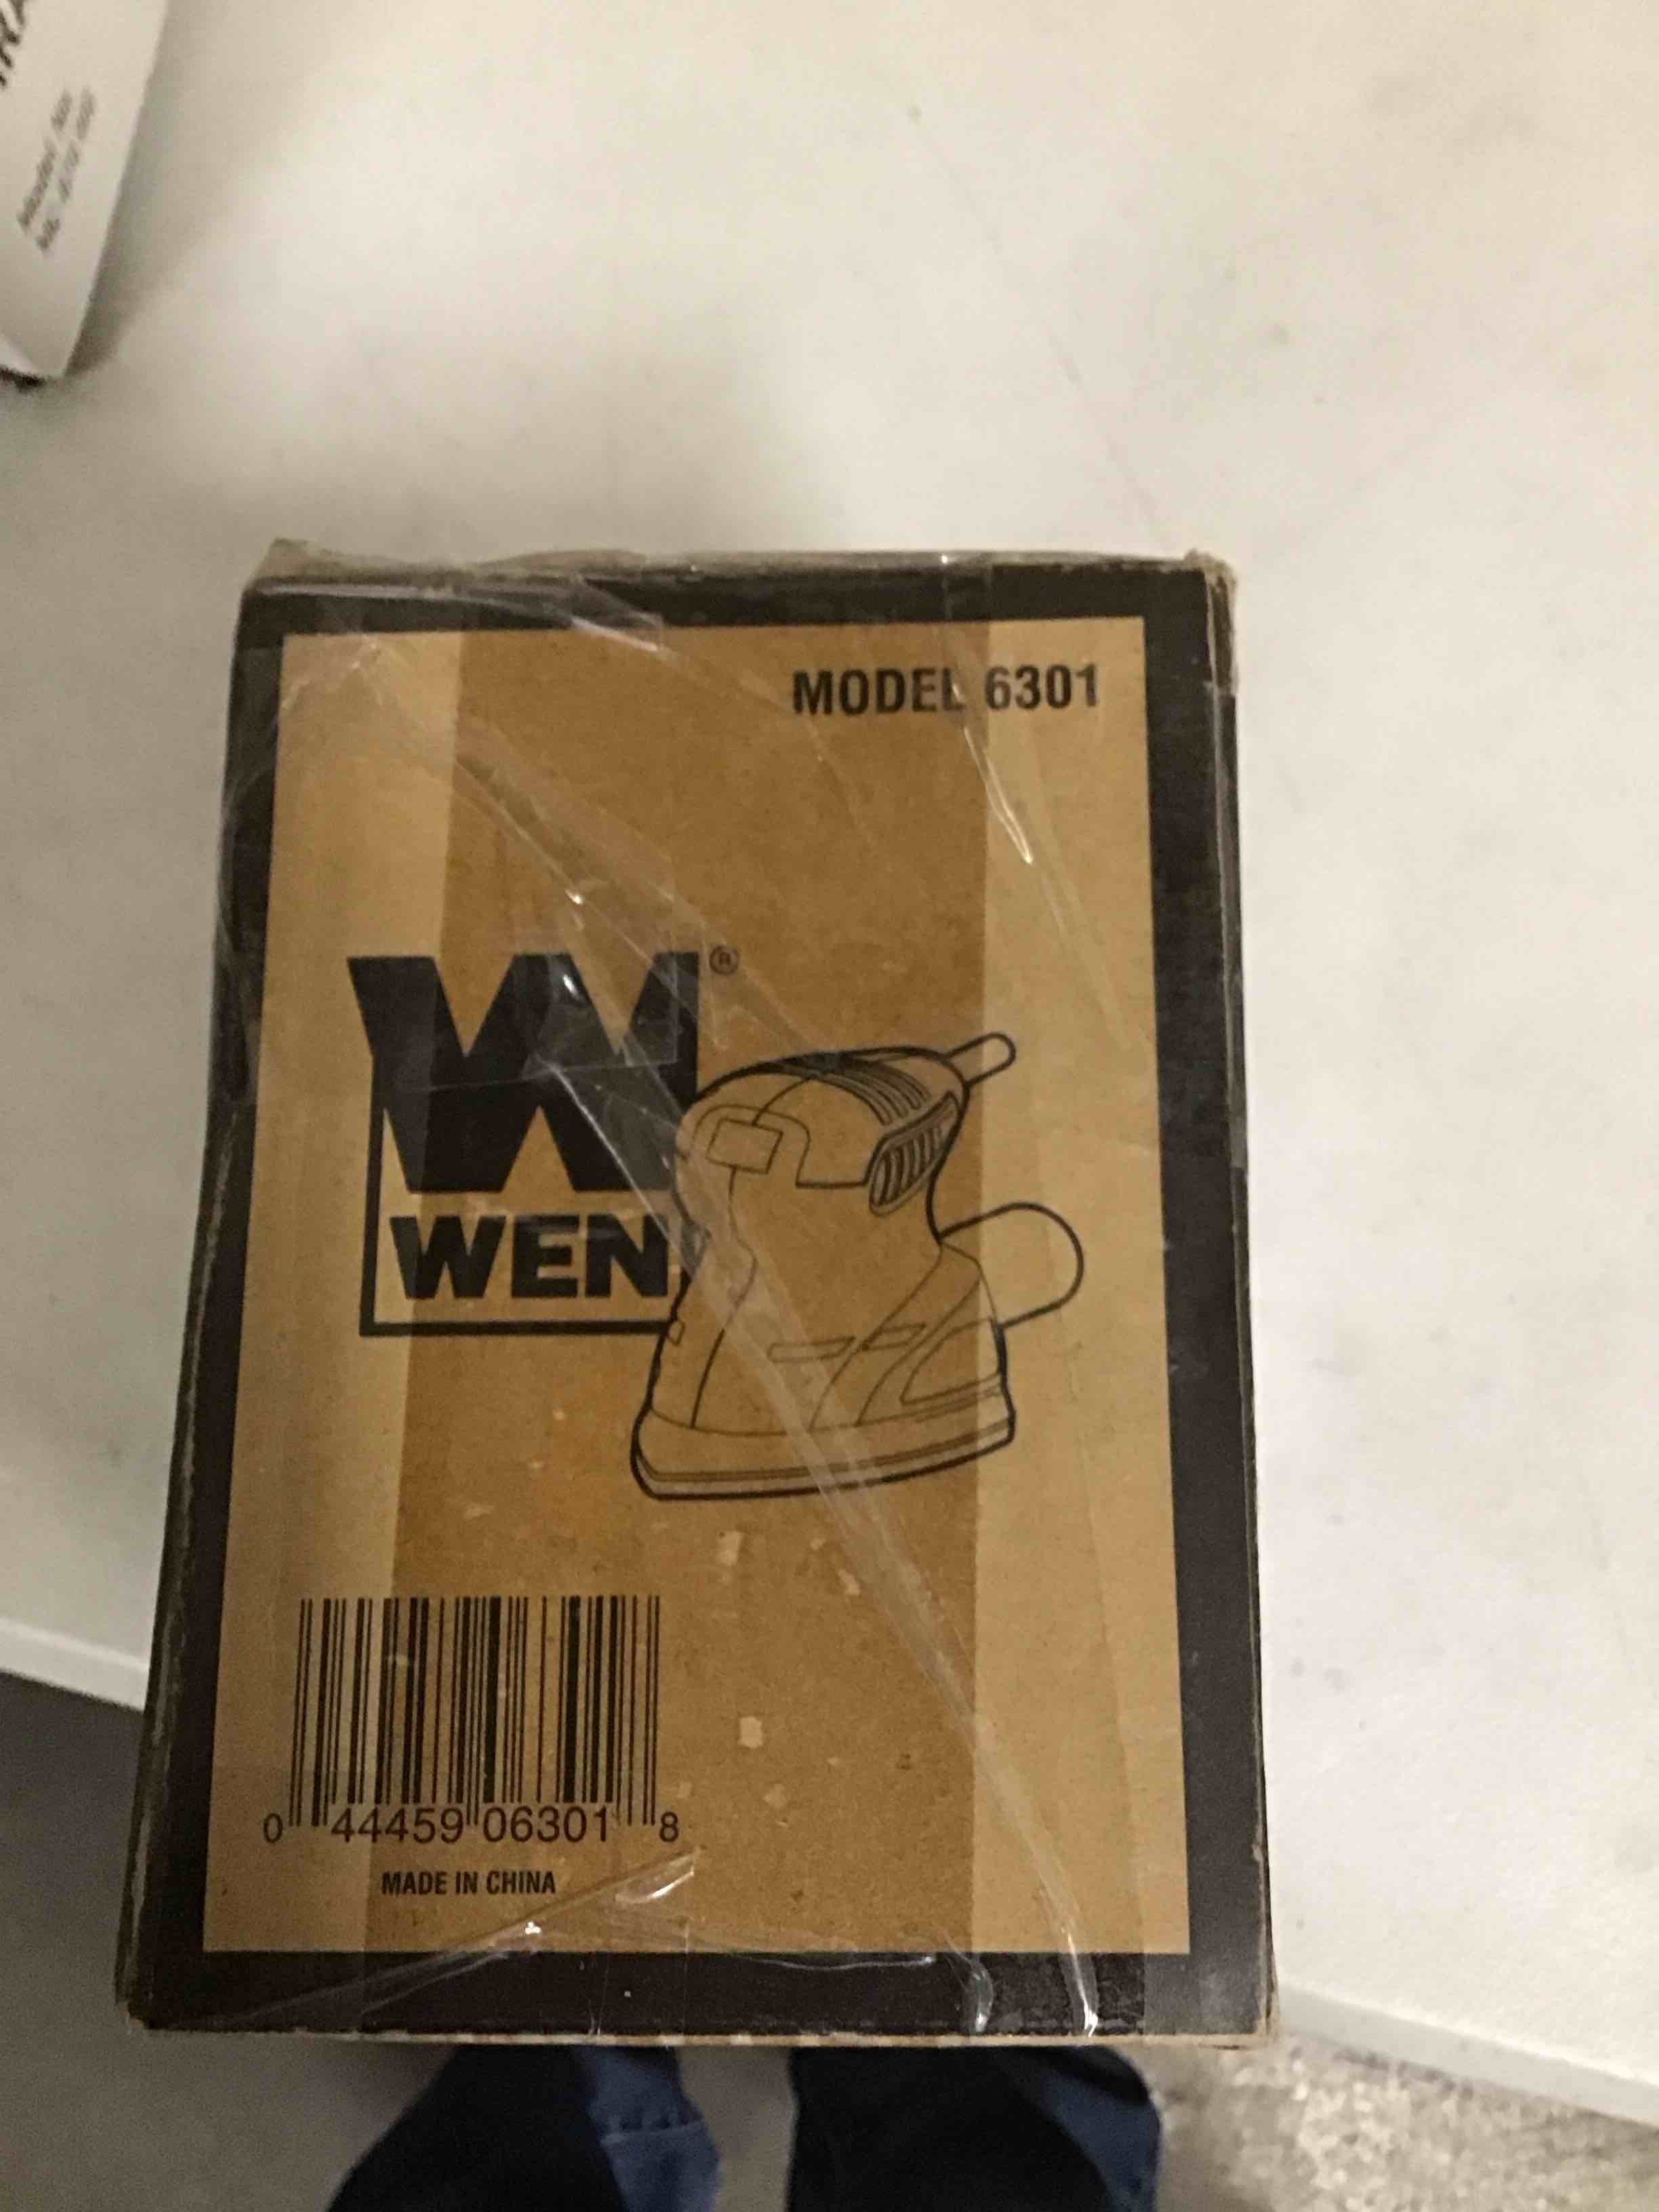 MODEL 6301
W®
WEN
0 44459 06301 8
MADE IN CHINA